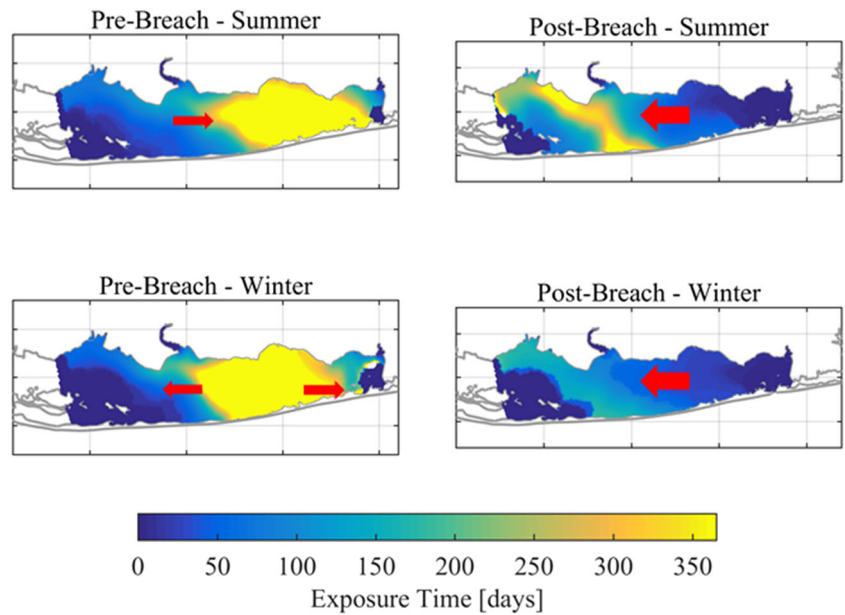 Pre-Breach - Summer
Post-Breach - Summer
Pre-Breach - Winter
Post-Breach - Winter
0 50 100 150 200 250 300 350
Exposure Time [days]